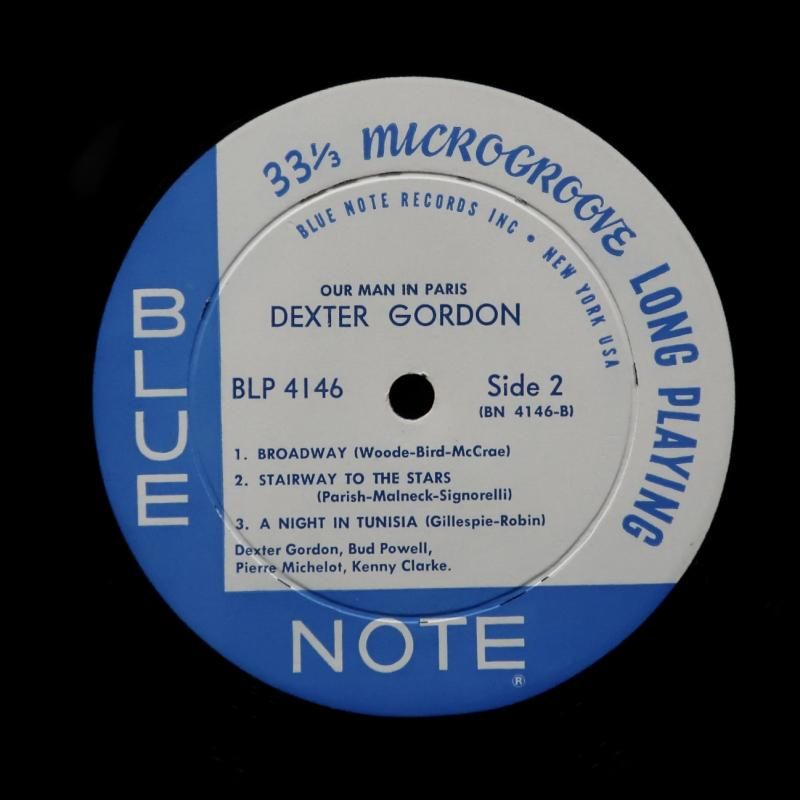 33⅓ MICROGROOVE LONG PLAYING
BLUE NOTE RECORDS INC • NEW YORK USA
OUR MAN IN PARIS
DEXTER GORDON
BLP 4146
Side 2
(BN 4146-B)
1. BROADWAY (Woode-Bird-McCrae)
2. STAIRWAY TO THE STARS
(Parish-Malneck-Signorelli)
3. A NIGHT IN TUNISIA (Gillespie-Robin)
Dexter Gordon, Bud Powell,
Pierre Michelot, Kenny Clarke.
BLUE
NOTE
®